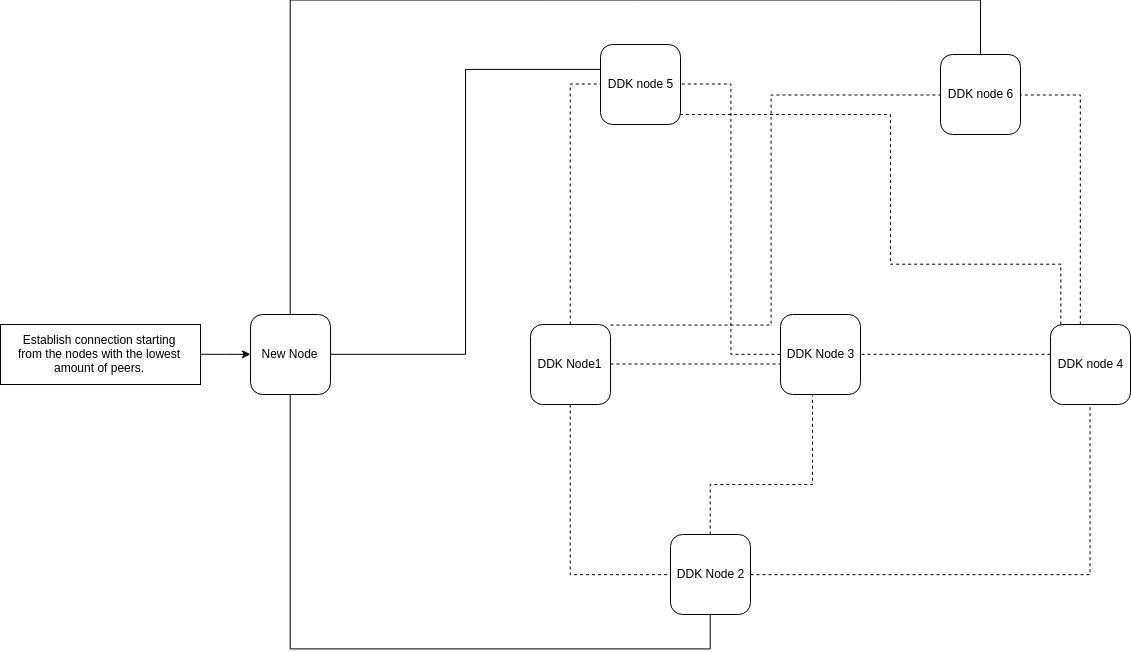 DDK node 5
DDK node 6
Establish connection starting
from the nodes with the lowest
amount of peers.
New Node
DDK Node1
DDK Node 3
DDK node 4
DDK Node 2